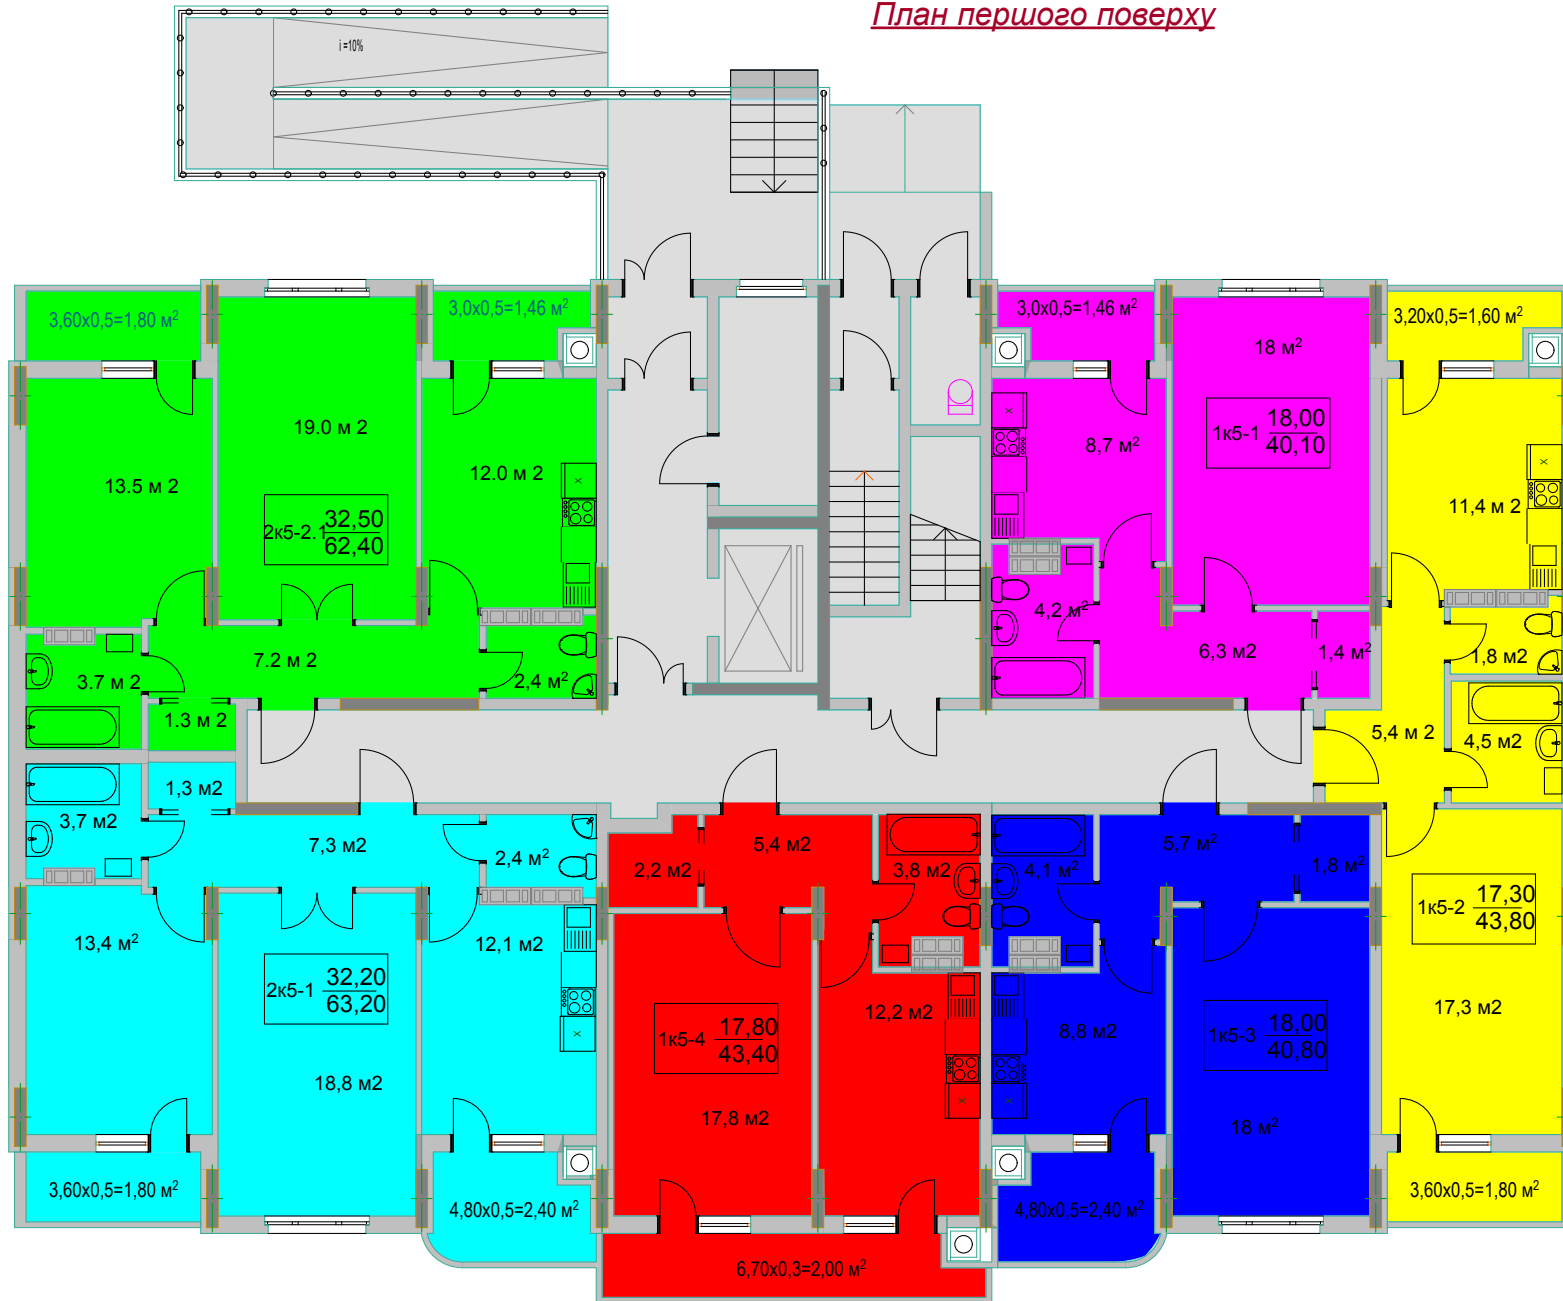 План першого поверху
i =10%
3,60x0,5=1,80 м²
3,0x0,5=1,46 м²
3,0x0,5=1,46 м²
18 м²
3,20x0,5=1,60 м²
19.0 м 2
13.5 м 2
12.0 м 2
x
2к5-2.1 32,50
62,40
x
8,7 м²
1к5-1 18,00
40,10
x
11,4 м 2
7.2 м 2
3.7 м 2
2,4 м²
1.3 м 2
4,2 м²
6,3 м2
1,4 м²
1,8 м2
5,4 м 2
4,5 м2
1,3 м2
3,7 м2
7,3 м2
2,4 м²
2,2 м2
5,4 м2
3,8 м2
4,1 м²
5,7 м²
1,8 м²
13,4 м²
12,1 м2
2к5-1 32,20
63,20
x
18,8 м2
1к5-4 17,80
43,40
12,2 м2
x
17,8 м2
8,8 м2
x
1к5-3 18,00
40,80
18 м²
1к5-2 17,30
43,80
17,3 м2
3,60x0,5=1,80 м²
4,80x0,5=2,40 м²
4,80x0,5=2,40 м²
3,60x0,5=1,80 м²
6,70x0,3=2,00 м²